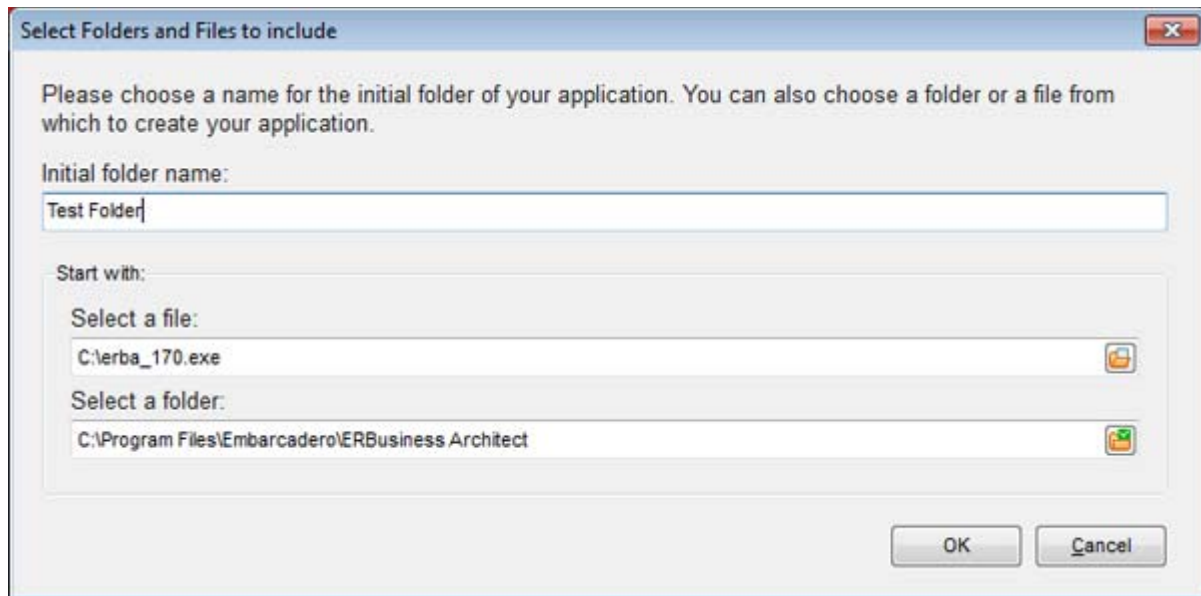 Select Folders and Files to include
Please choose a name for the initial folder of your application. You can also choose a folder or a file from
which to create your application.
Initial folder name:
Test Folder
Start with:
Select a file:
C:\erba_170.exe
Select a folder:
C:\Program Files\Embarcadero\ERBusiness Architect
OK Cancel